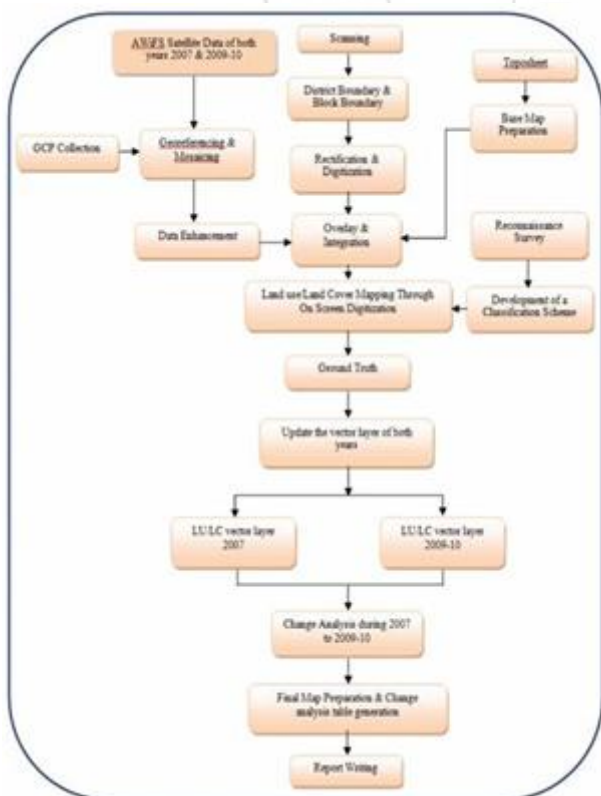 AWiFS Satellite Data of both
years 2007 & 2009-10
Scanning
Toposheet
District Boundary &
Block Boundary
Base Map
Preparation
GCP Collection
Georeferencing &
Mosaicing
Rectification &
Digitization
Data Enhancement
Overlay &
Integration
Reconnaissance
Survey
Land use Land Cover Mapping Through
On Screen Digitization
Development of a
Classification Scheme
Ground Truth
Update the vector layer of both
years
LU/LC vector layer
2007
LU/LC vector layer
2009-10
Change Analysis during 2007
to 2009-10
Final Map Preparation & Change
analysis table generation
Report Writing